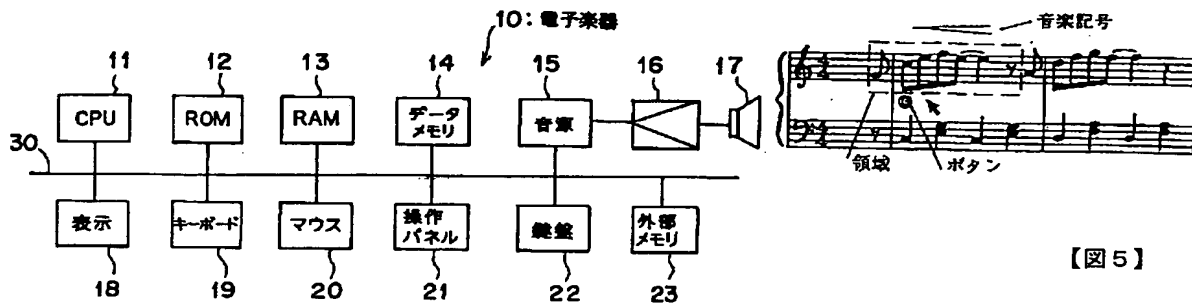 10:電子楽器
音楽記号
11 12 13 14 15 16 17
CPU ROM RAM データ
メモリ 音源
30
領域 ボタン
表示 キーボード マウス 操作
パネル 鍵盤 外部
メモリ
18 19 20 21 22 23
【図5】